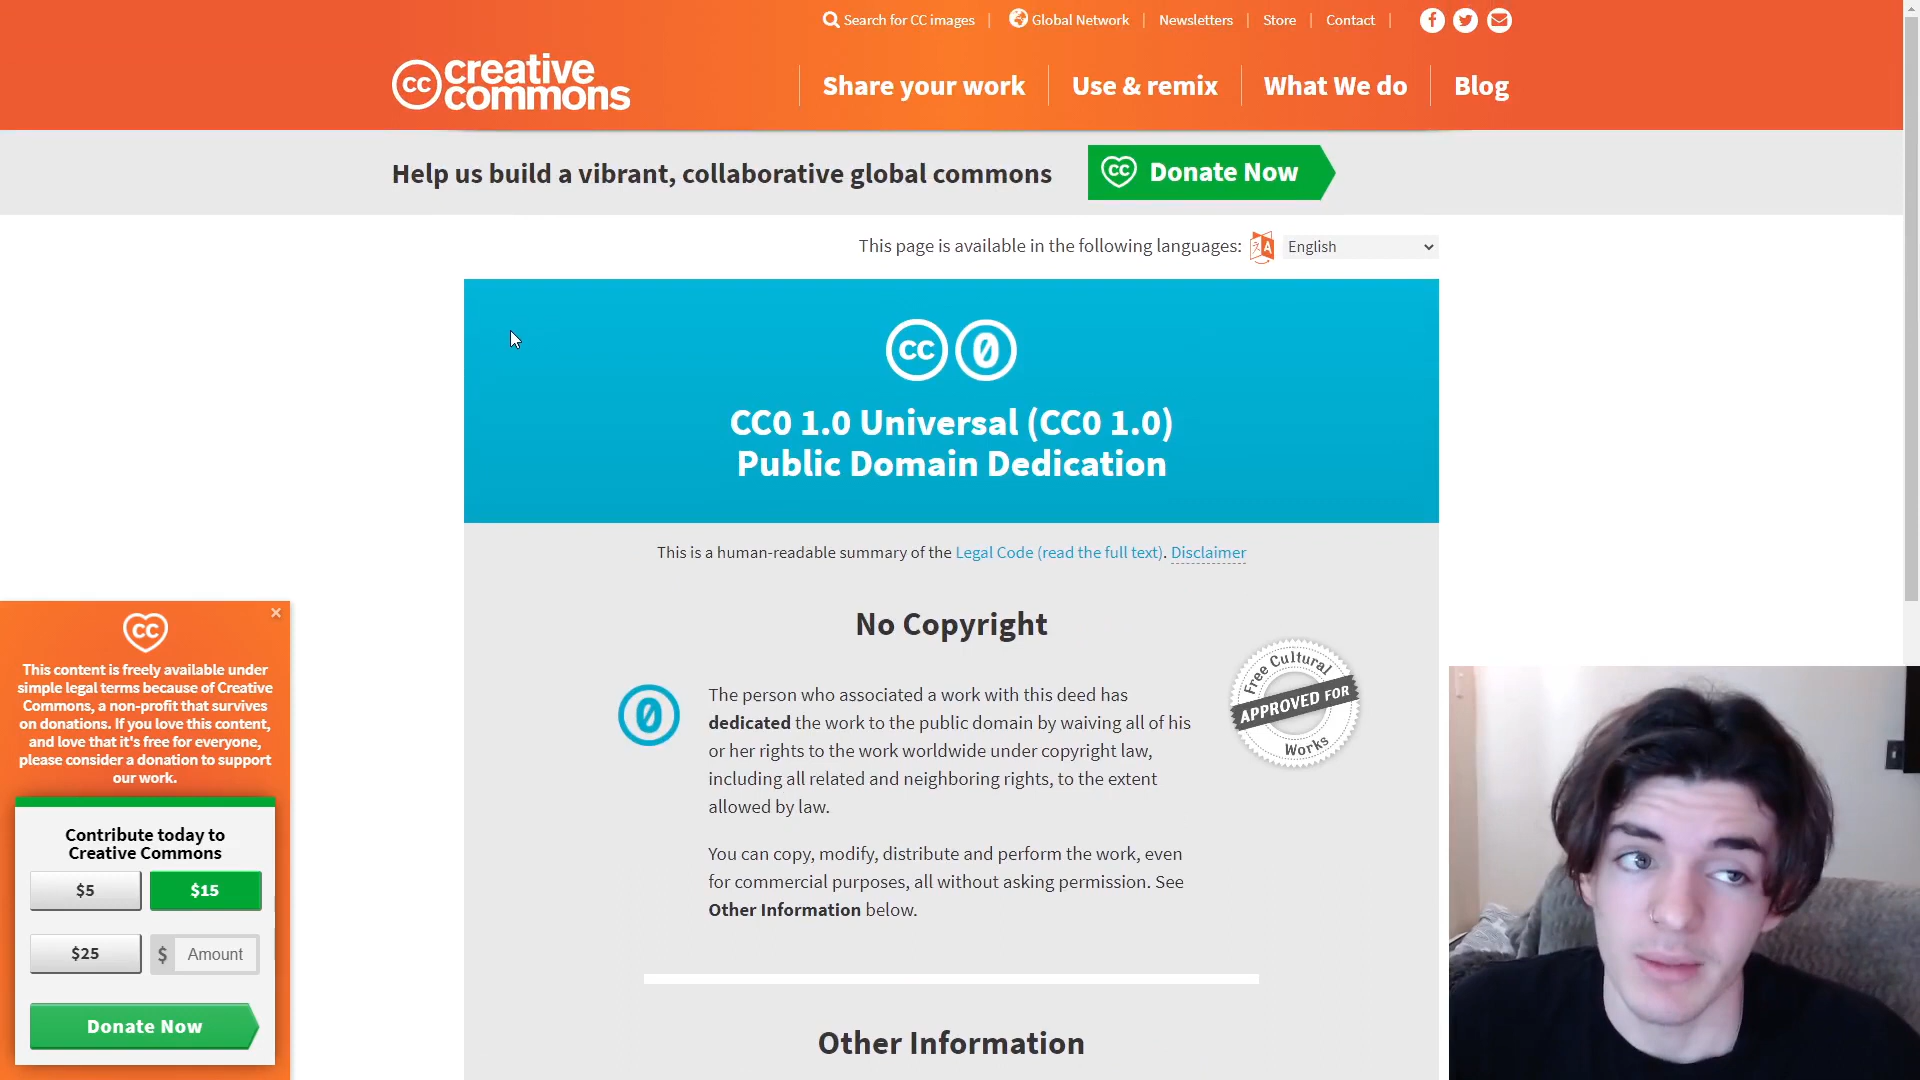 Search for CC images | Global Network | Newsletters | Store | Contact |
cc creative commons
Share your work | Use & remix | What We do | Blog
Help us build a vibrant, collaborative global commons
cc Donate Now
This page is available in the following languages: English
cc 0
CC0 1.0 Universal (CC0 1.0)
Public Domain Dedication
This is a human-readable summary of the Legal Code (read the full text). Disclaimer
No Copyright
0
The person who associated a work with this deed has
dedicated the work to the public domain by waiving all of his
or her rights to the work worldwide under copyright law,
including all related and neighboring rights, to the extent
allowed by law.
Free Cultural
APPROVED FOR
Works
You can copy, modify, distribute and perform the work, even
for commercial purposes, all without asking permission. See
Other Information below.
Other Information
×
cc
This content is freely available under
simple legal terms because of Creative
Commons, a non-profit that survives
on donations. If you love this content,
and love that it's free for everyone,
please consider a donation to support
our work.
Contribute today to
Creative Commons
$5 $15
$25 $ Amount
Donate Now